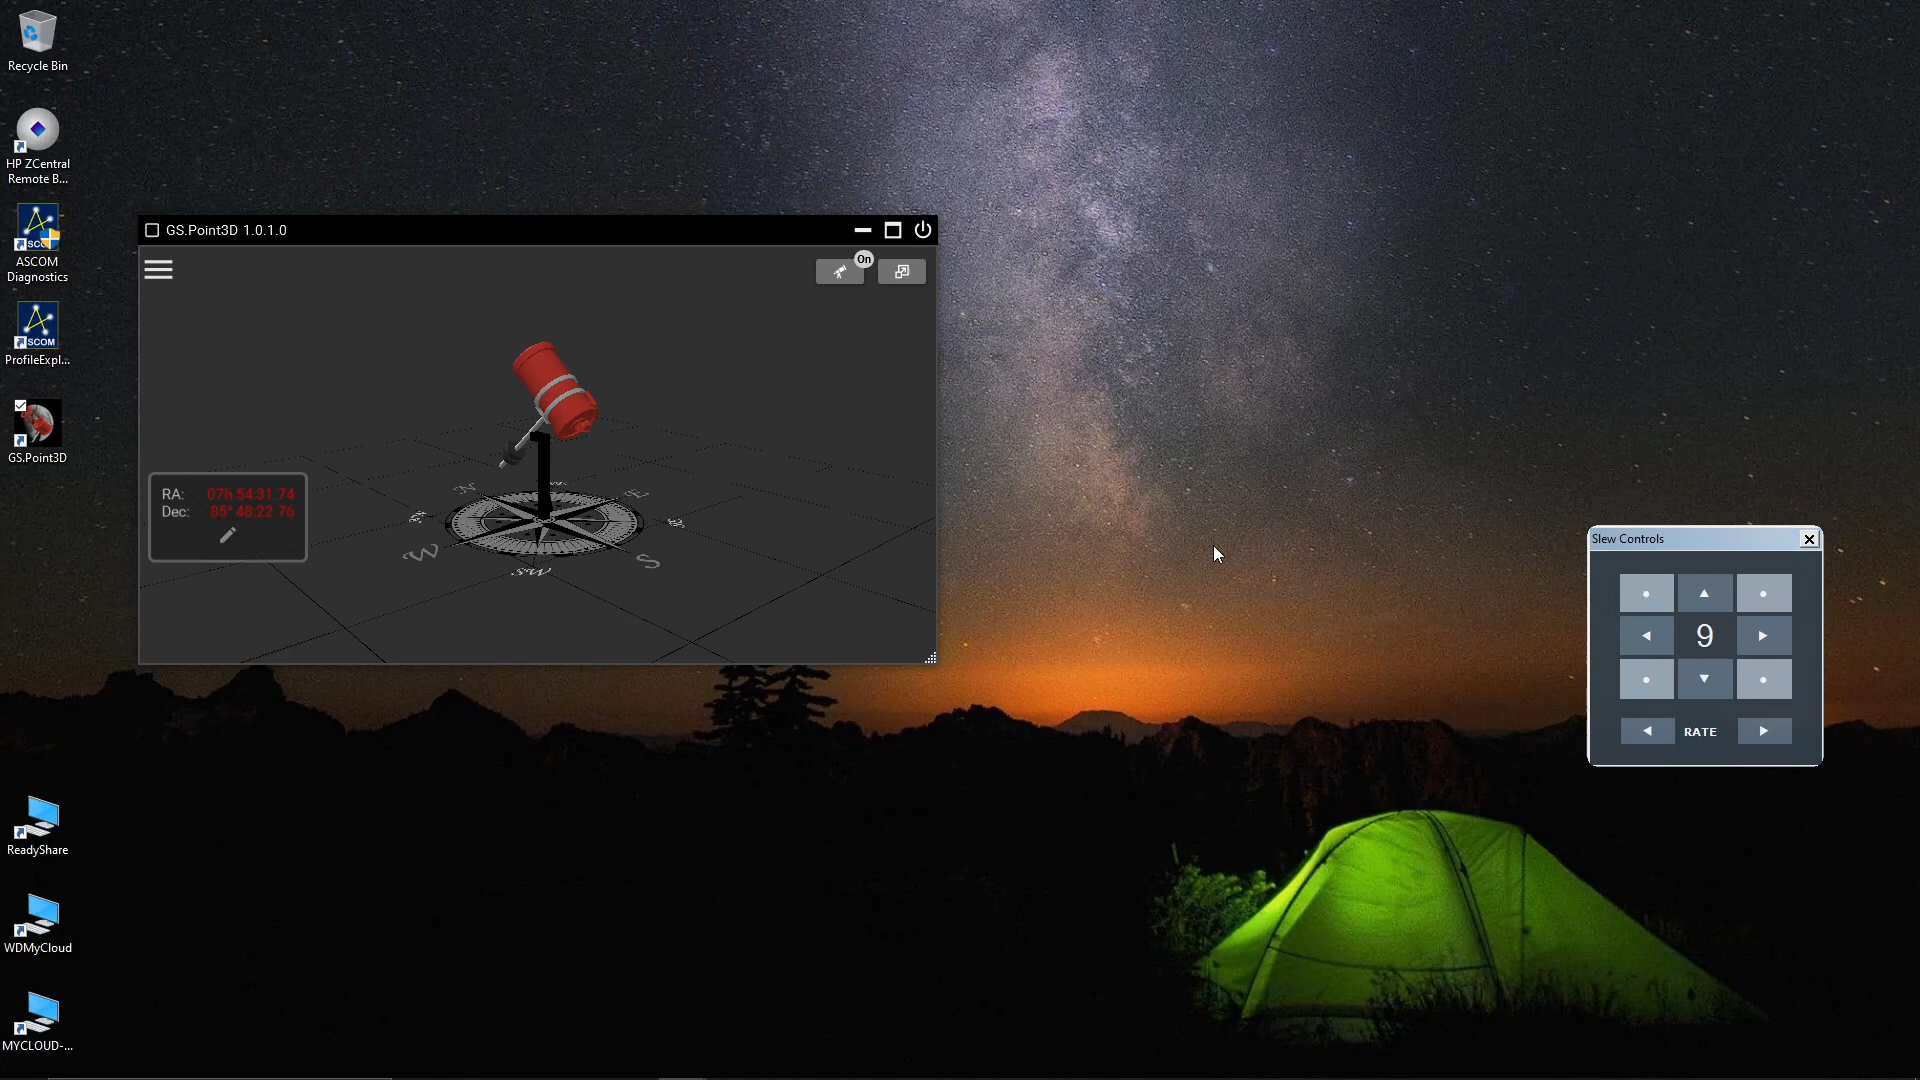 Recycle Bin
HP ZCentral
Remote B...
ASCOM
Diagnostics
SCOM
ProfileExpl...
GS.Point3D
ReadyShare
WDMyCloud
MYCLOUD-...
GS.Point3D 1.0.1.0
On
RA: 07h 54:31.74
Dec: 85° 48:22.76
N
E
W
S
SW
Slew Controls
9
RATE